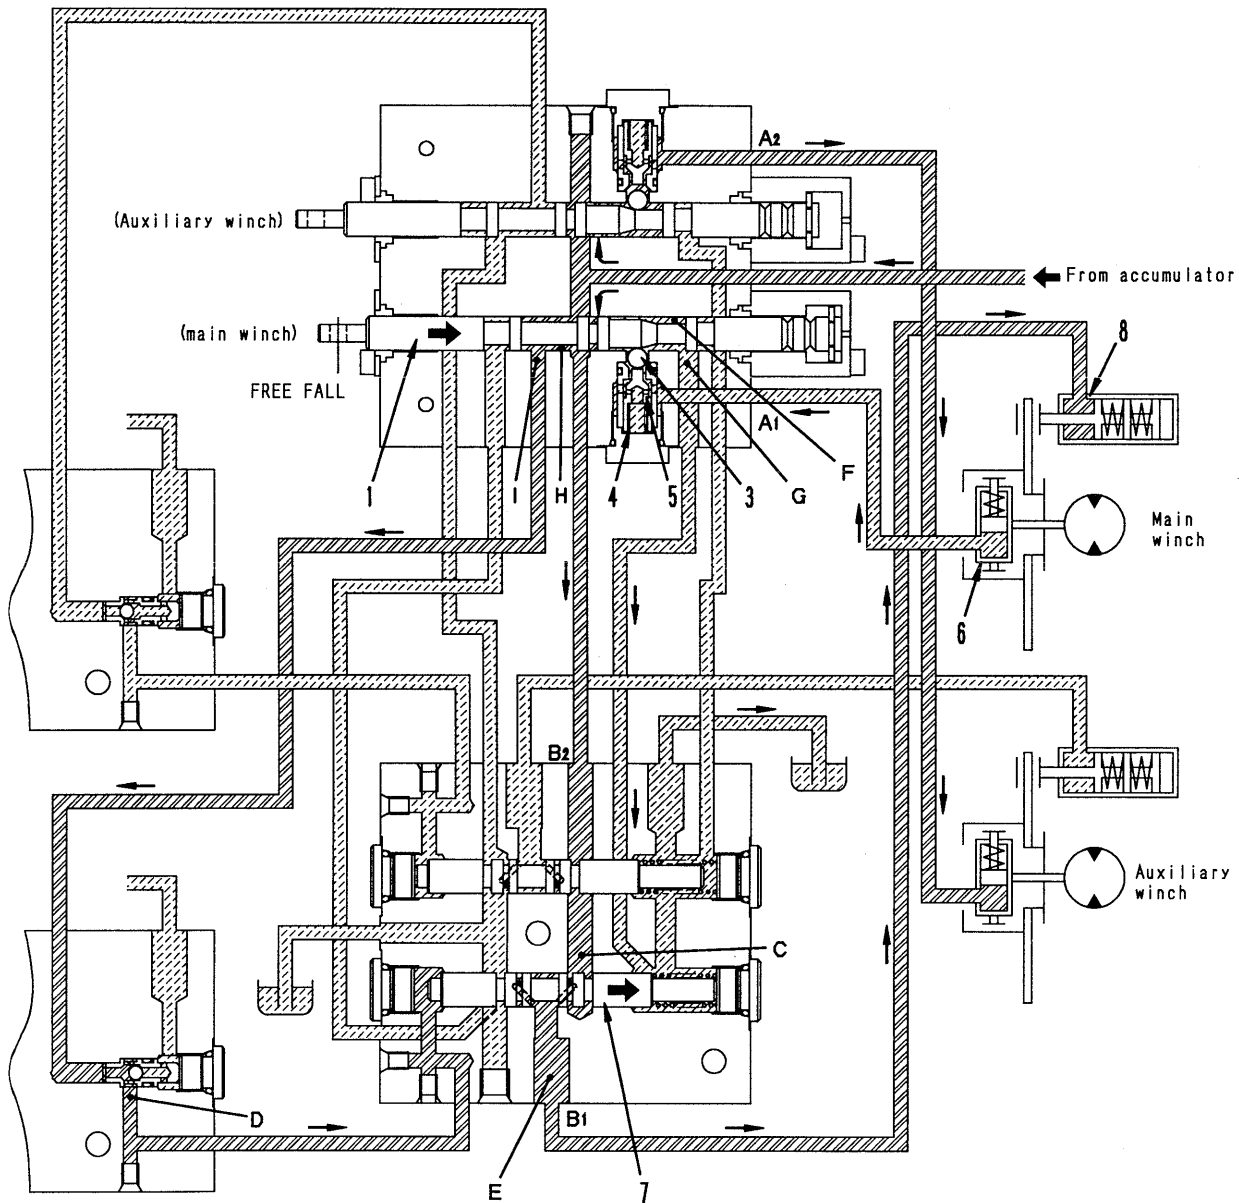 A2
(Auxiliary winch)
From accumulator
(main winch)
8
FREE FALL
A1
F
1
I
H
4
5
3
G
Main
winch
6
B2
Auxiliary
winch
C
D
B1
E
7